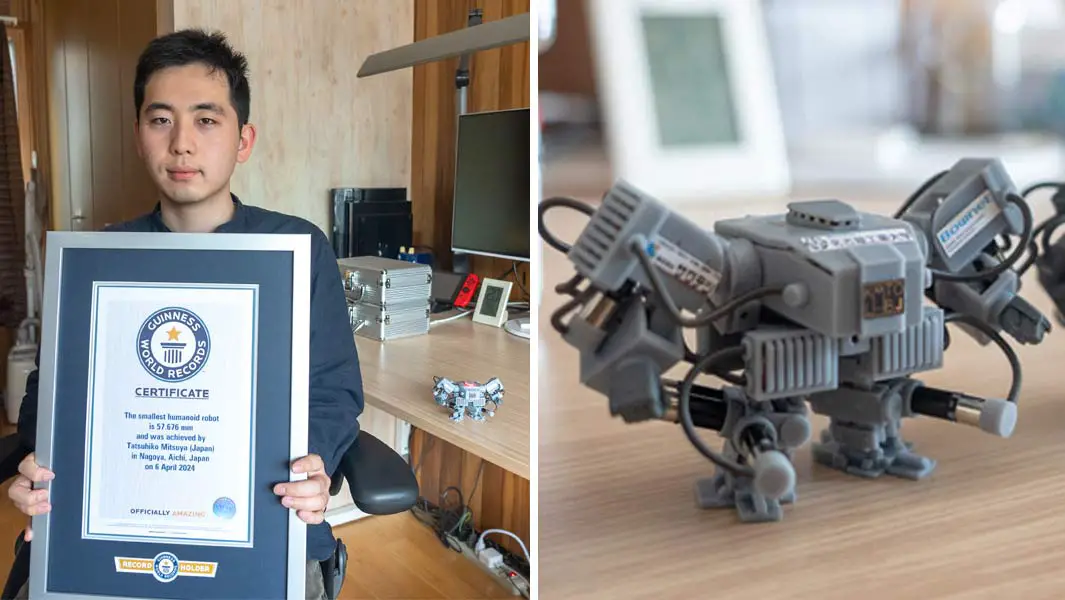 GUINNESS
WORLD RECORDS
CERTIFICATE
The smallest humanoid robot
is 57.676 mm
and was achieved by
Tatsuhiko Mitsuya (Japan)
in Nagoya, Aichi, Japan
on 6 April 2024
OFFICIALLY AMAZING
RECORD
HOLDER